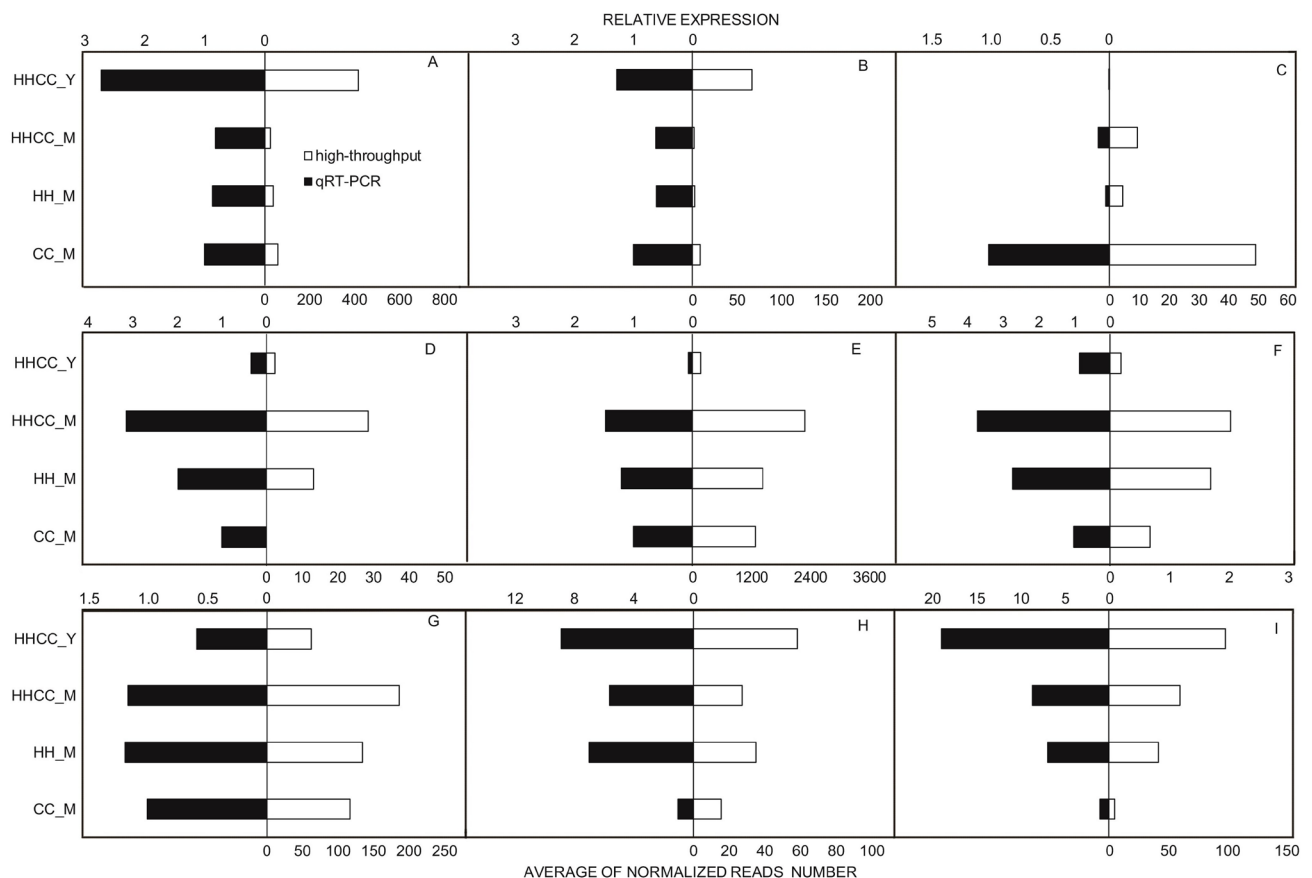 RELATIVE EXPRESSION
3 2 1 0 3 2 1 0 1.5 1.0 0.5 0
A B C
HHCC_Y
HHCC_M
high-throughput
qRT-PCR
HH_M
CC_M
0 200 400 600 800 0 50 100 150 200 0 10 20 30 40 50 60
4 3 2 1 0 3 2 1 0 5 4 3 2 1 0
D E F
HHCC_Y
HHCC_M
HH_M
CC_M
0 10 20 30 40 50 0 1200 2400 3600 0 1 2 3
1.5 1.0 0.5 0 12 8 4 0 20 15 10 5 0
G H I
HHCC_Y
HHCC_M
HH_M
CC_M
0 50 100 150 200 250 0 20 40 60 80 100 0 50 100 150
AVERAGE OF NORMALIZED READS NUMBER